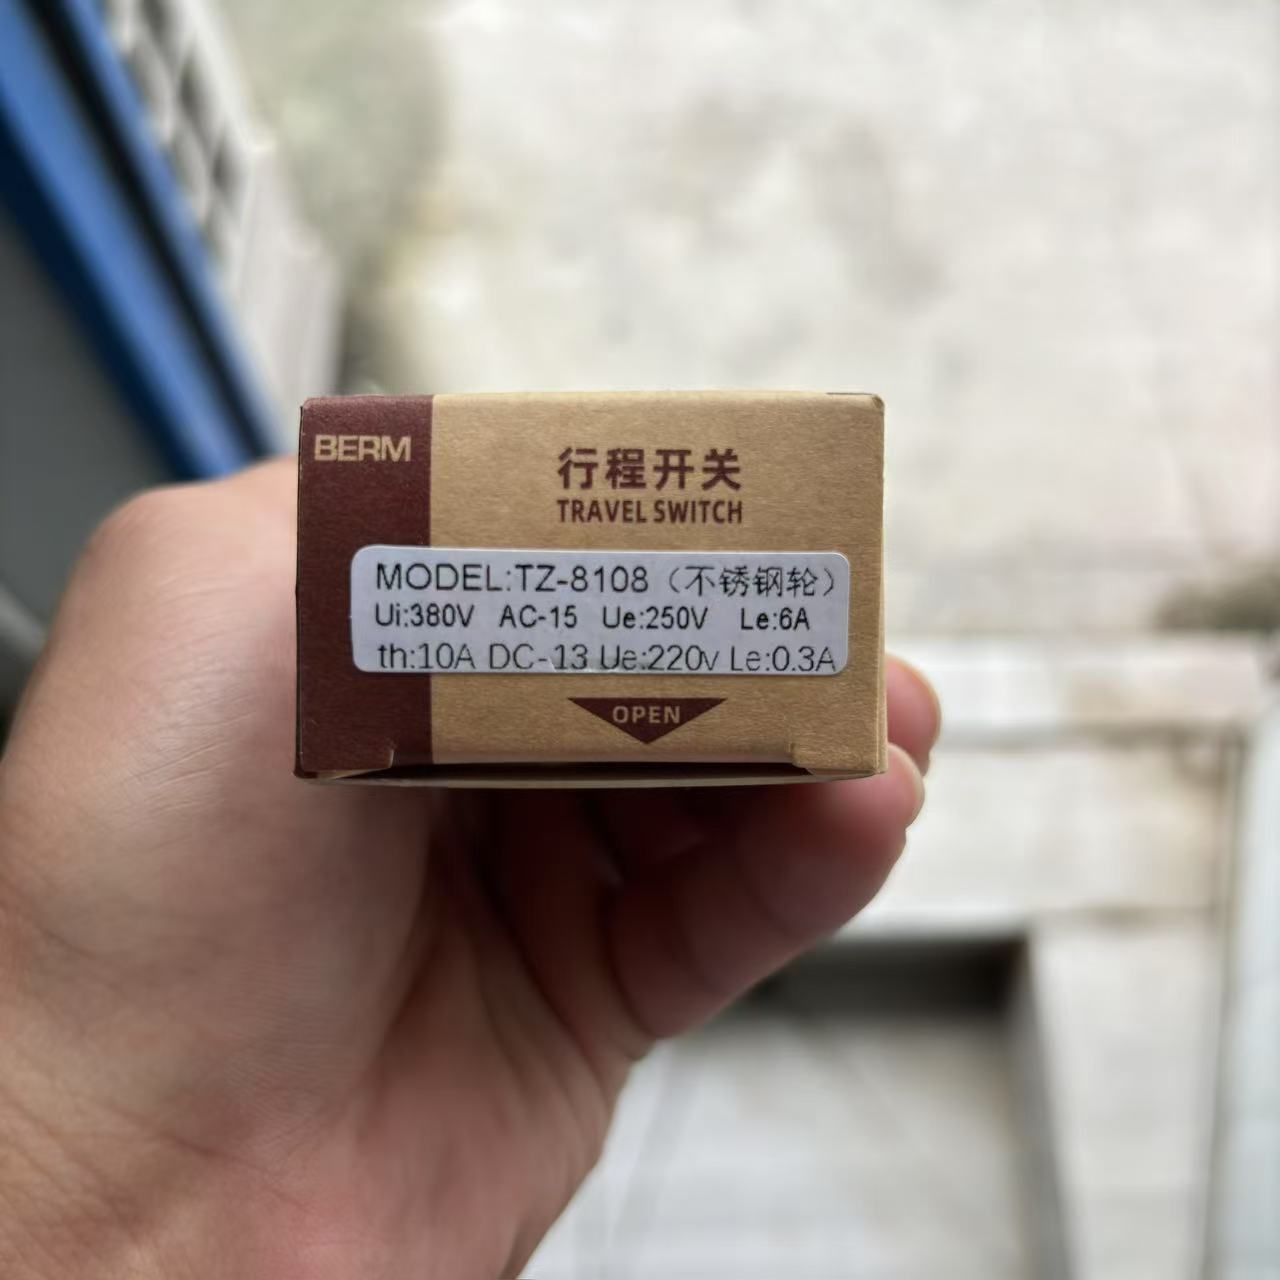 BERM
行程开关
TRAVEL SWITCH
MODEL:TZ-8108（不锈钢轮）
Ui:380V AC-15 Ue:250V Le:6A
th:10A DC-13 Ue:220v Le:0.3A
OPEN